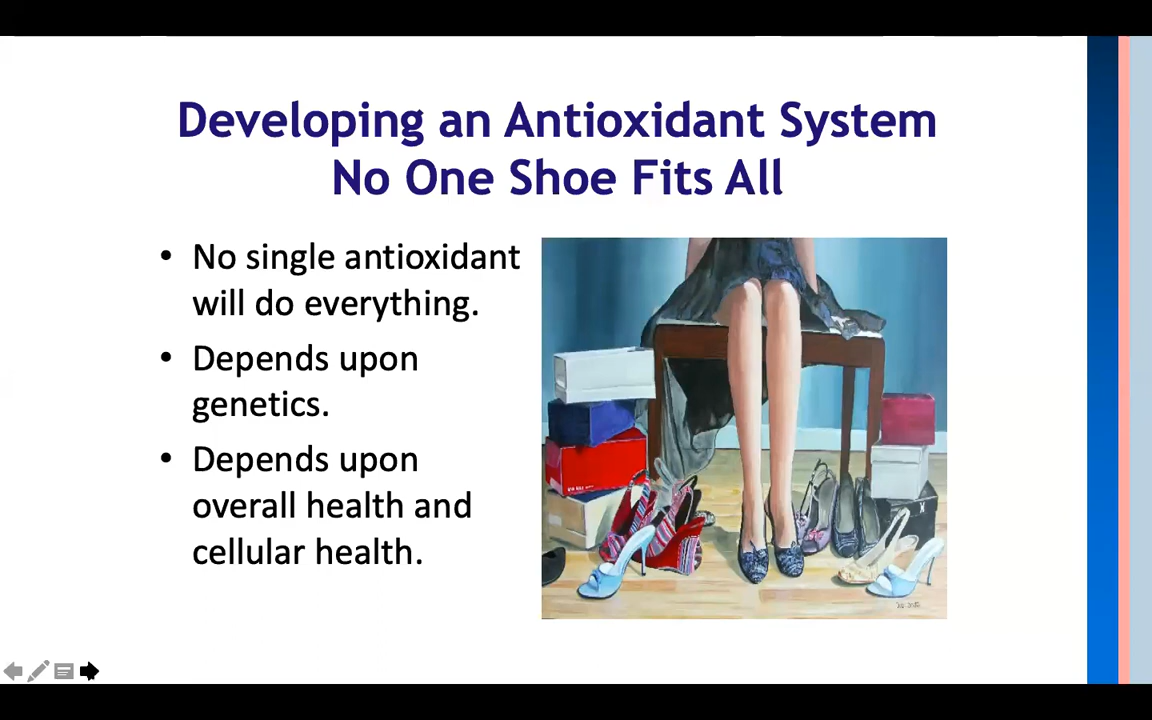 Developing an Antioxidant System
No One Shoe Fits All
• No single antioxidant
will do everything.
• Depends upon
genetics.
• Depends upon
overall health and
cellular health.